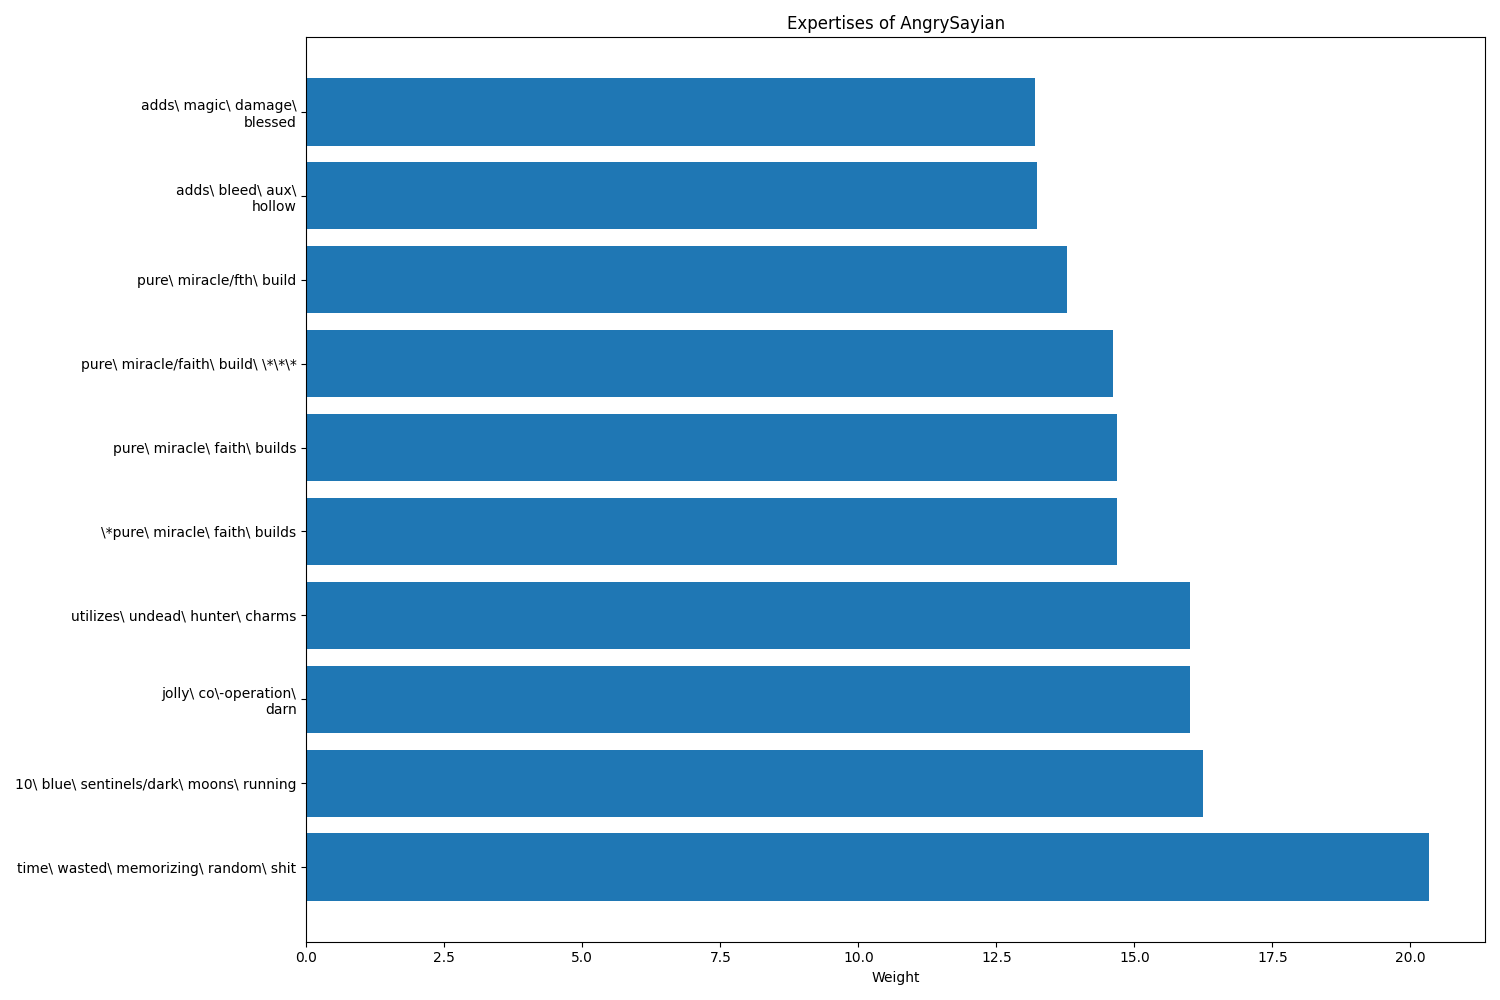 Expertises of AngrySayian
adds\ magic\ damage\
blessed
adds\ bleed\ aux\
hollow
pure\ miracle/fth\ build
pure\ miracle/faith\ build\ \*\*\*
pure\ miracle\ faith\ builds
\*pure\ miracle\ faith\ builds
utilizes\ undead\ hunter\ charms
jolly\ co\-operation\
darn
10\ blue\ sentinels/dark\ moons\ running
time\ wasted\ memorizing\ random\ shit
0.0 2.5 5.0 7.5 10.0 12.5 15.0 17.5 20.0
Weight